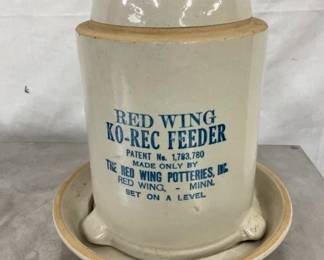 RED WING
KO-REC FEEDER
PATENT No. 1,783,780
MADE ONLY BY
THE RED WING POTTERIES, INC.
RED WING, - MINN.
SET ON A LEVEL